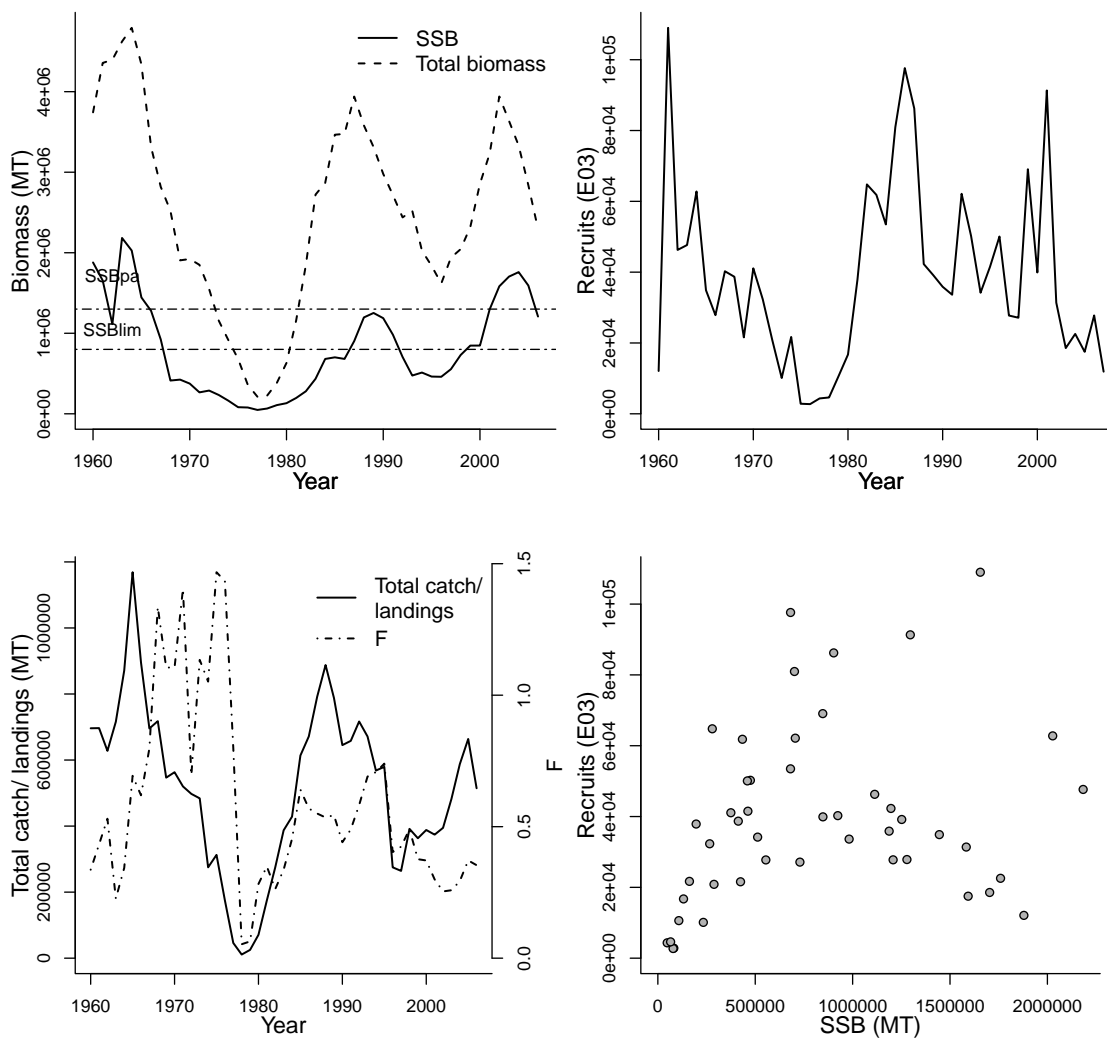 SSB
Total biomass
SSBpa
SSBlim
Biomass (MT)
0e+00
1e+06
2e+06
3e+06
4e+06
1960
1970
1980
1990
2000
Year
Recruits (E03)
0e+00
2e+04
4e+04
6e+04
8e+04
1e+05
1960
1970
1980
1990
2000
Year
Total catch/
landings
F
Total catch/ landings (MT)
0
200000
600000
1000000
F
0.0
0.5
1.0
1.5
1960
1970
1980
1990
2000
Year
Recruits (E03)
0e+00
2e+04
4e+04
6e+04
8e+04
1e+05
0
500000
1000000
1500000
2000000
SSB (MT)